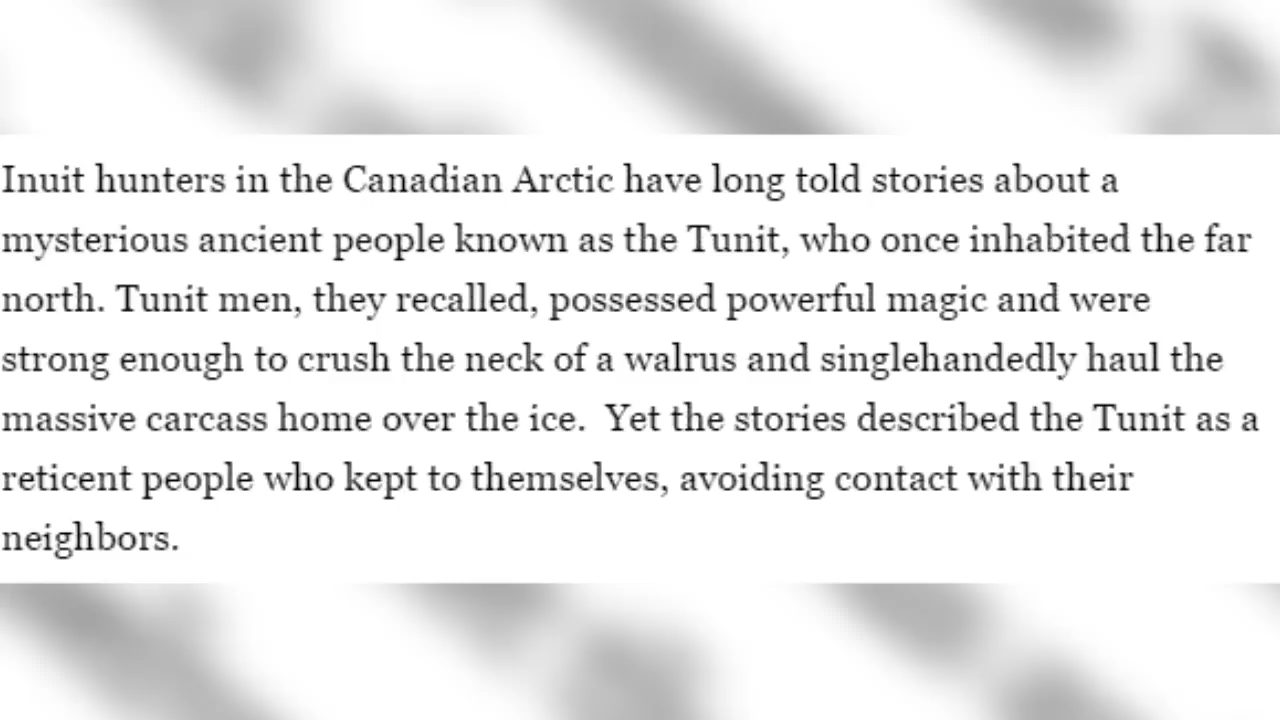 Inuit hunters in the Canadian Arctic have long told stories about a
mysterious ancient people known as the Tunit, who once inhabited the far
north. Tunit men, they recalled, possessed powerful magic and were
strong enough to crush the neck of a walrus and singlehandedly haul the
massive carcass home over the ice.  Yet the stories described the Tunit as a
reticent people who kept to themselves, avoiding contact with their
neighbors.